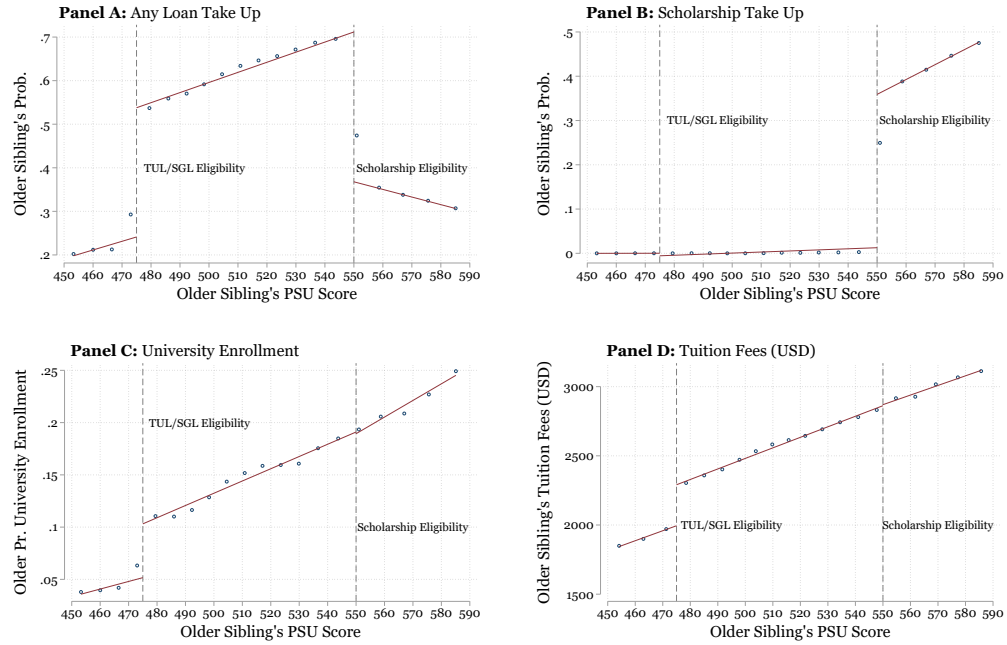 Panel A: Any Loan Take Up
Older Sibling's Prob.
.7
.6
.5
.4
.3
.2
TUL/SGL Eligibility
Scholarship Eligibility
450 460 470 480 490 500 510 520 530 540 550 560 570 580 590
Older Sibling's PSU Score
Panel B: Scholarship Take Up
Older Sibling's Prob.
.5
.4
.3
.2
.1
0
TUL/SGL Eligibility
Scholarship Eligibility
450 460 470 480 490 500 510 520 530 540 550 560 570 580 590
Older Sibling's PSU Score
Panel C: University Enrollment
Older Pr. University Enrollment
.25
.2
.15
.1
.05
TUL/SGL Eligibility
Scholarship Eligibility
450 460 470 480 490 500 510 520 530 540 550 560 570 580 590
Older Sibling's PSU Score
Panel D: Tuition Fees (USD)
Older Sibling's Tuition Fees (USD)
3000
2500
2000
1500
TUL/SGL Eligibility
Scholarship Eligibility
450 460 470 480 490 500 510 520 530 540 550 560 570 580 590
Older Sibling's PSU Score